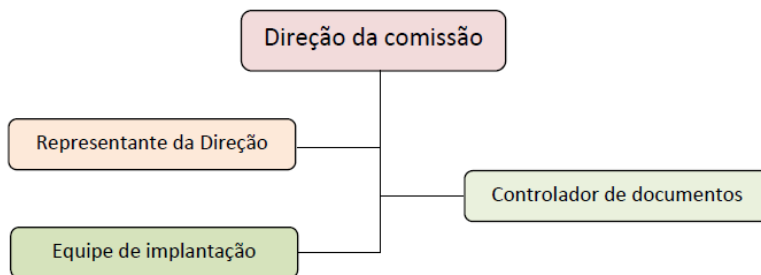 Direção da comissão
Representante da Direção
Controlador de documentos
Equipe de implantação